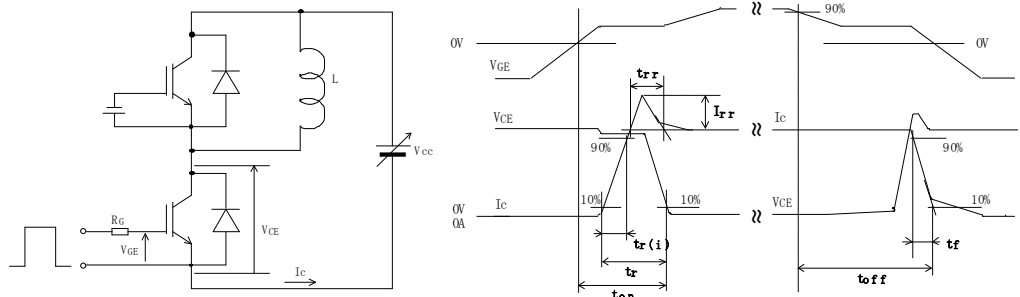 L
Vcc
RG
VGE
VCE
Ic
0V
VGE
VCE
0V
0A
Ic
trr
Irr
90%
10%
10%
tr(i)
tr
ton
90%
0V
Ic
90%
VCE
10%
tf
toff